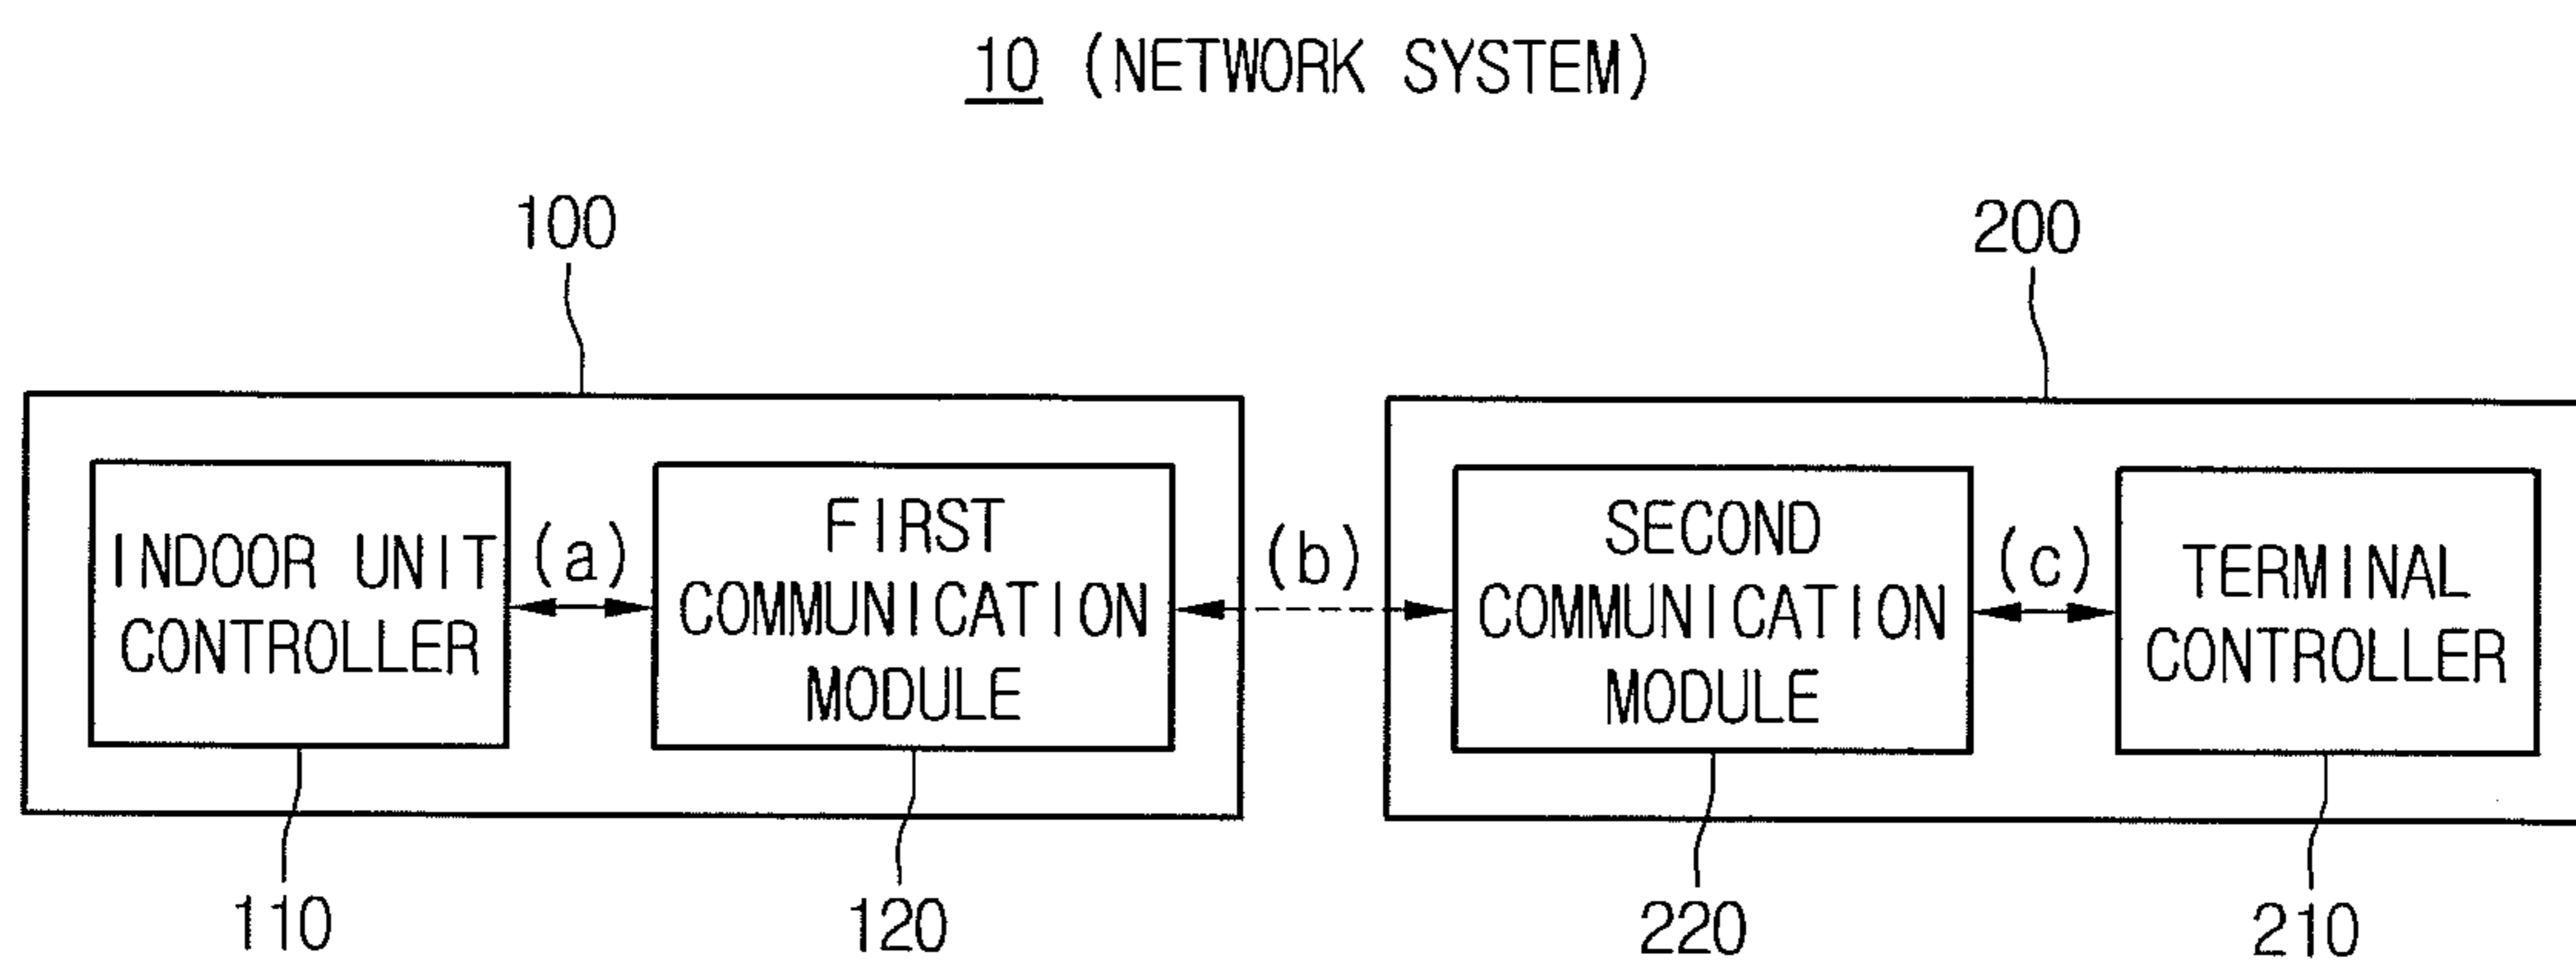 10 (NETWORK SYSTEM)
100
200
INDOOR UNIT
CONTROLLER
(a)
FIRST
COMMUNICATION
MODULE
(b)
SECOND
COMMUNICATION
MODULE
(c)
TERMINAL
CONTROLLER
110
120
220
210